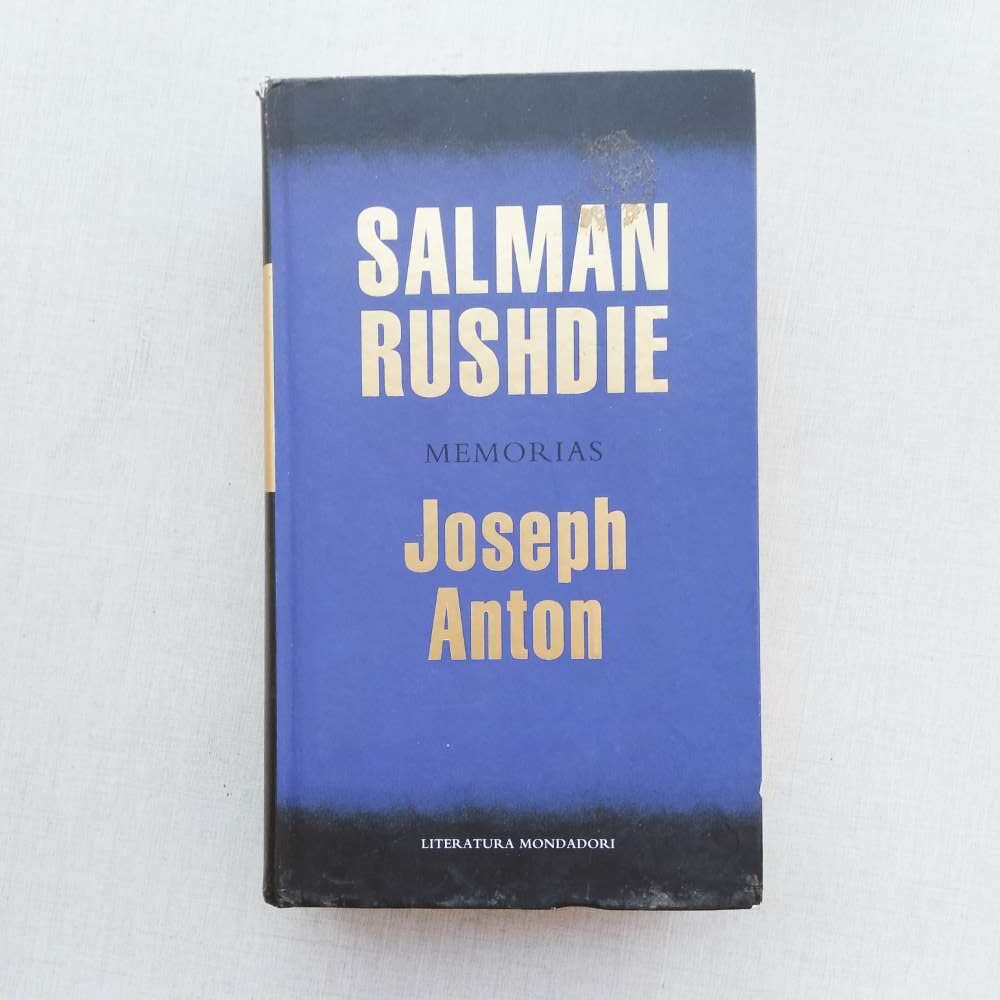 SALMAN
RUSHDIE
MEMORIAS
Joseph
Anton
LITERATURA MONDADORI